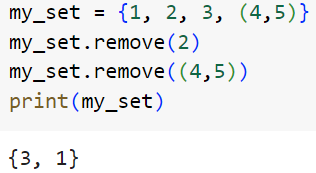 my_set = {1, 2, 3, (4,5)}
my_set.remove(2)
my_set.remove((4,5))
print(my_set)
{3, 1}